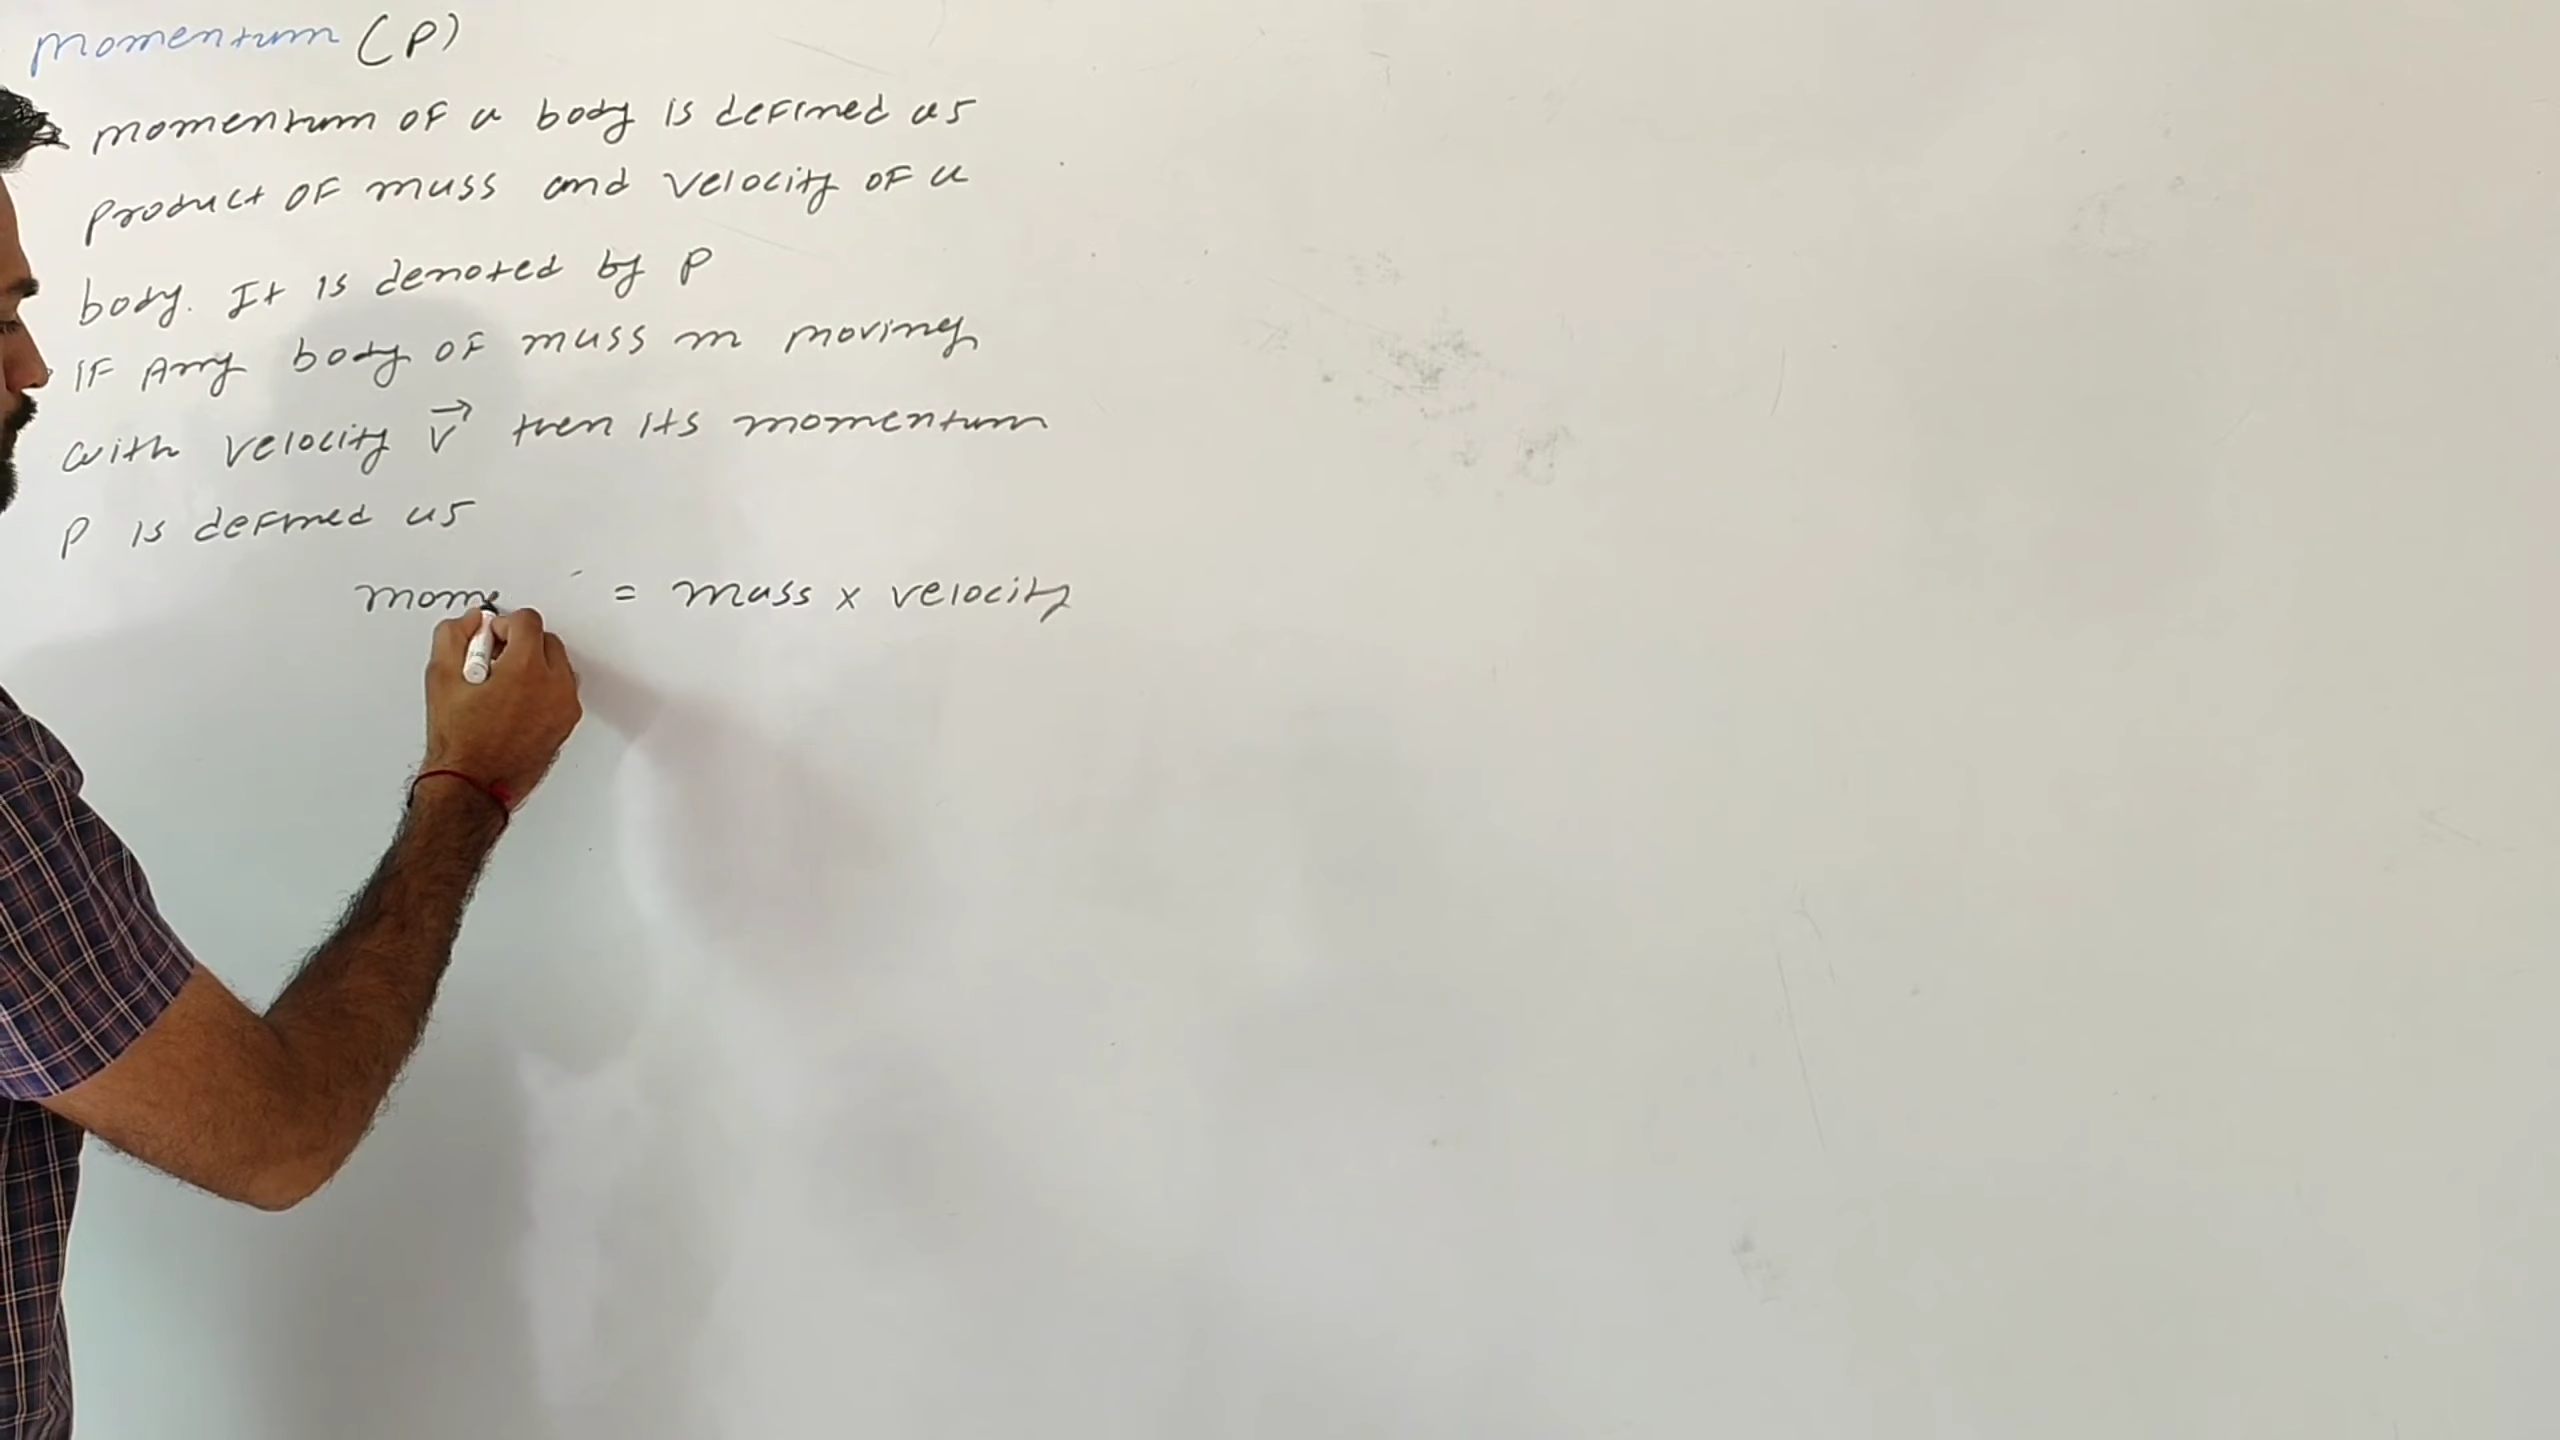 momentum (P)
momentum of a body is defined as
product of mass and velocity of a
body. It is denoted by P
if Any body of mass m moving
with velocity v⃗ then its momentum
P is defined as
mome = mass x velocity